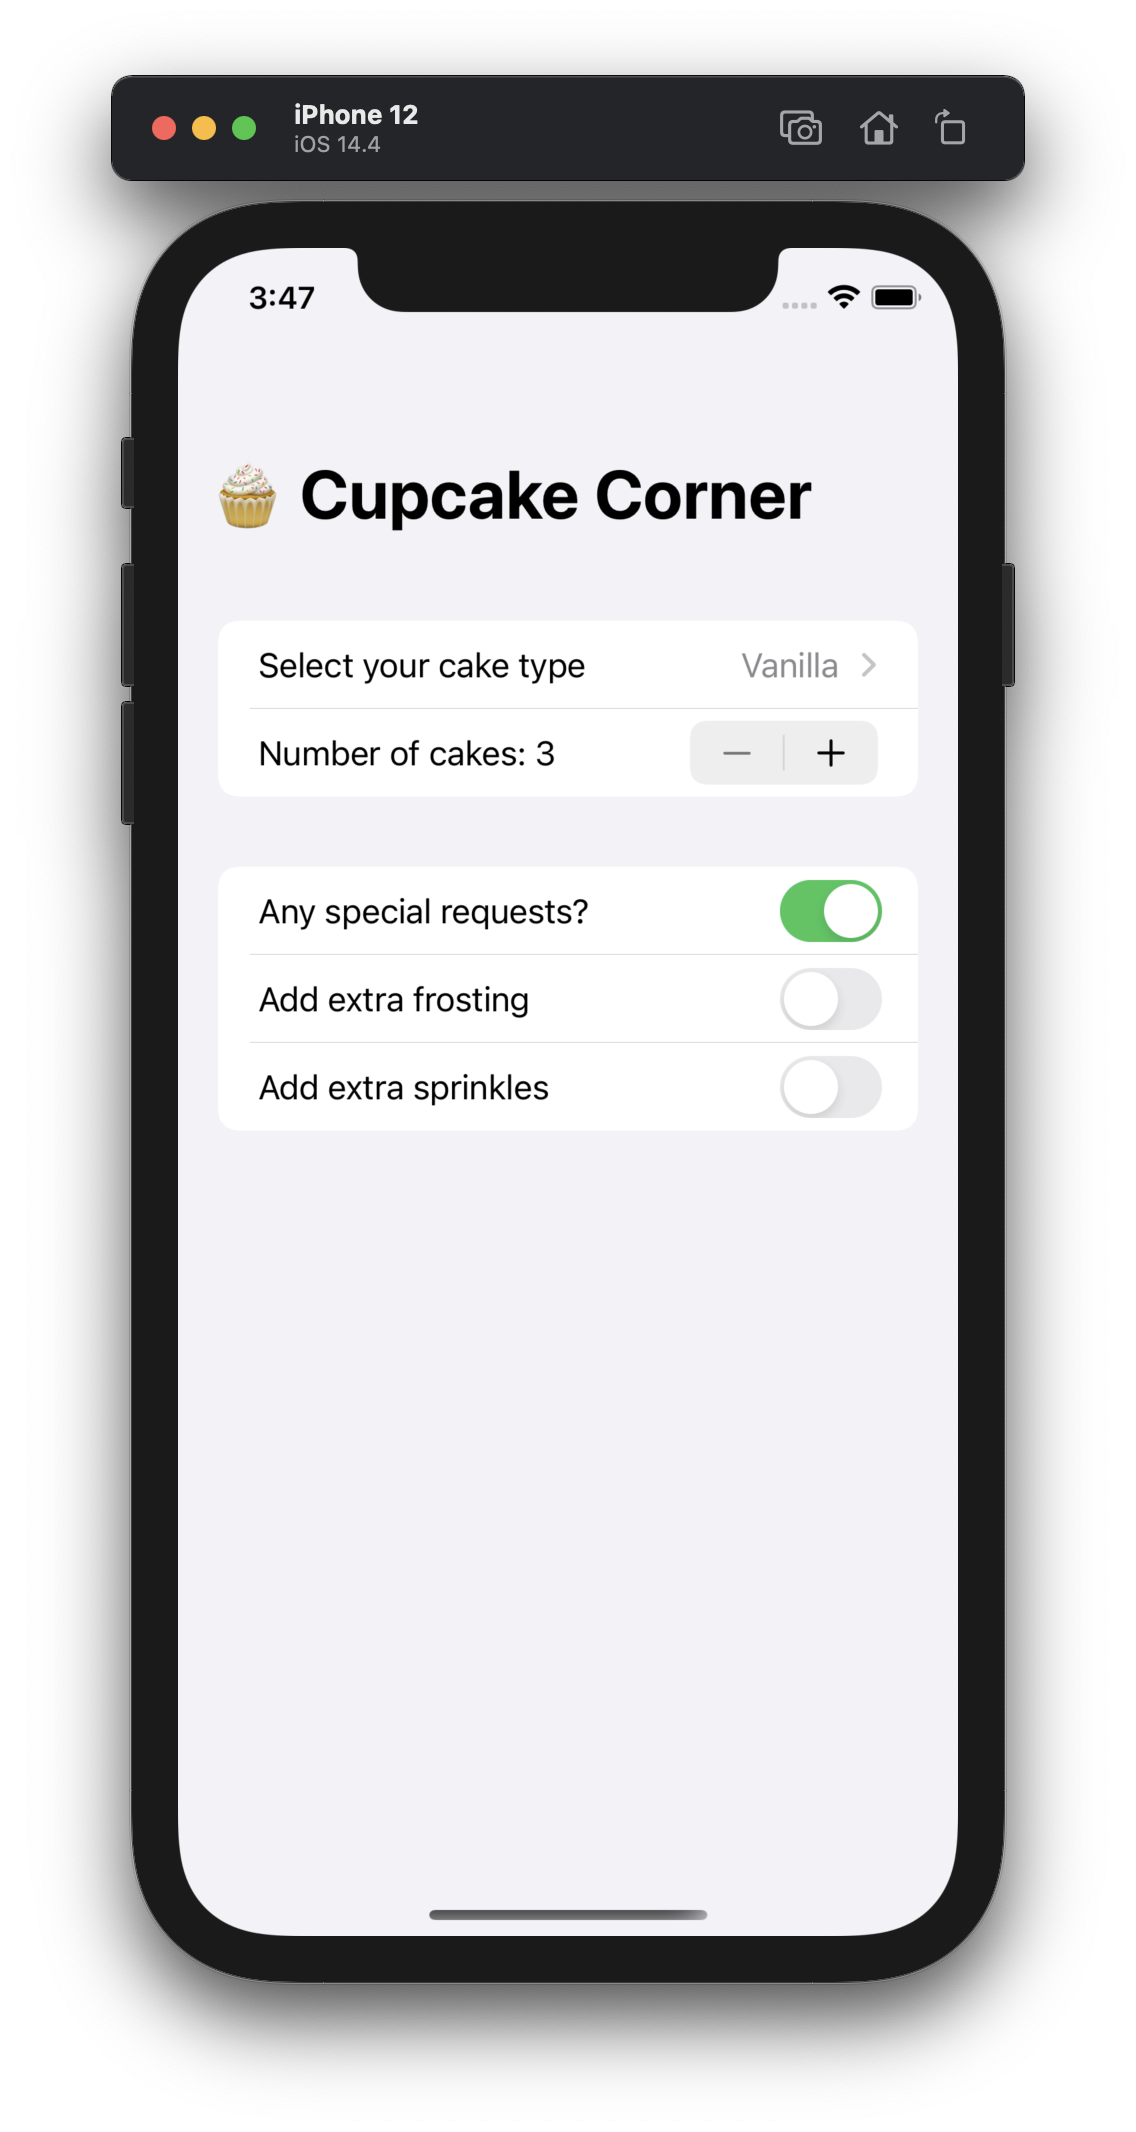 iPhone 12
iOS 14.4
3:47
🧁 Cupcake Corner
Select your cake type Vanilla
Number of cakes: 3
Any special requests?
Add extra frosting
Add extra sprinkles